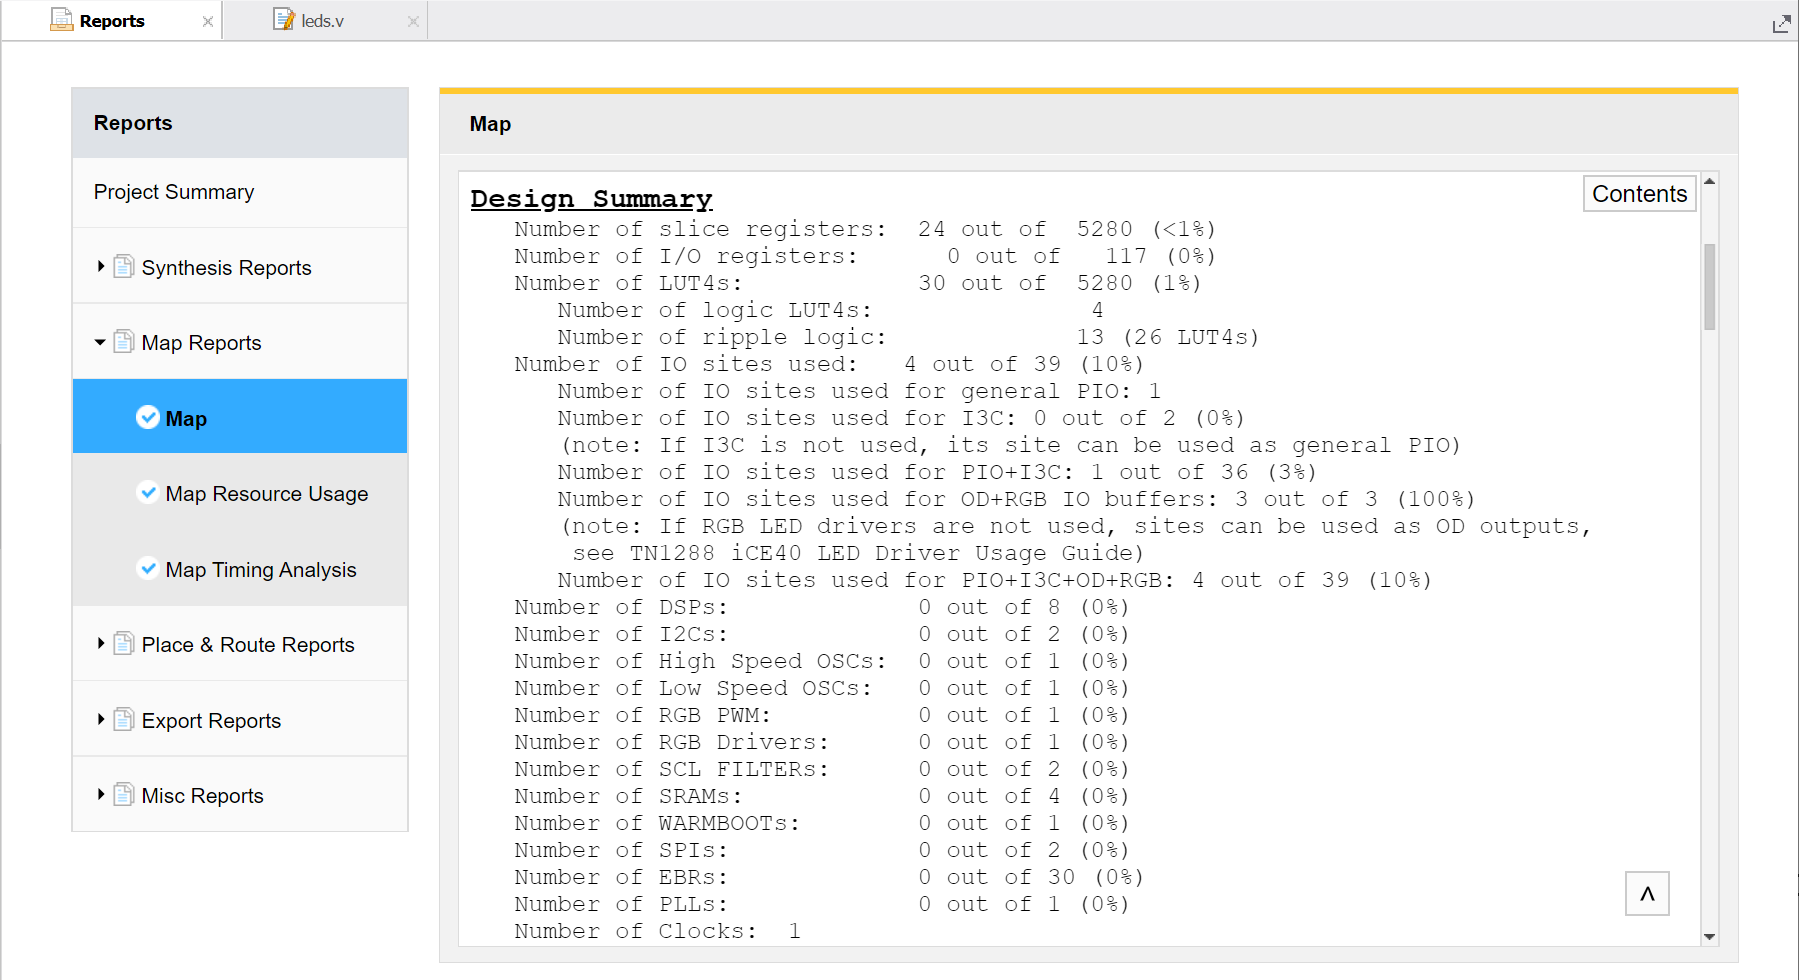 Reports
leds.v
Reports
Project Summary
Synthesis Reports
Map Reports
Map
Map Resource Usage
Map Timing Analysis
Place & Route Reports
Export Reports
Misc Reports
Map
Contents
Design Summary
Number of slice registers: 24 out of 5280 (<1%)
Number of I/O registers: 0 out of 117 (0%)
Number of LUT4s: 30 out of 5280 (1%)
Number of logic LUT4s: 4
Number of ripple logic: 13 (26 LUT4s)
Number of IO sites used: 4 out of 39 (10%)
Number of IO sites used for general PIO: 1
Number of IO sites used for I3C: 0 out of 2 (0%)
(note: If I3C is not used, its site can be used as general PIO)
Number of IO sites used for PIO+I3C: 1 out of 36 (3%)
Number of IO sites used for OD+RGB IO buffers: 3 out of 3 (100%)
(note: If RGB LED drivers are not used, sites can be used as OD outputs,
see TN1288 iCE40 LED Driver Usage Guide)
Number of IO sites used for PIO+I3C+OD+RGB: 4 out of 39 (10%)
Number of DSPs: 0 out of 8 (0%)
Number of I2Cs: 0 out of 2 (0%)
Number of High Speed OSCs: 0 out of 1 (0%)
Number of Low Speed OSCs: 0 out of 1 (0%)
Number of RGB PWM: 0 out of 1 (0%)
Number of RGB Drivers: 0 out of 1 (0%)
Number of SCL FILTERs: 0 out of 2 (0%)
Number of SRAMs: 0 out of 4 (0%)
Number of WARMBOOTs: 0 out of 1 (0%)
Number of SPIs: 0 out of 2 (0%)
Number of EBRs: 0 out of 30 (0%)
Number of PLLs: 0 out of 1 (0%)
Number of Clocks: 1